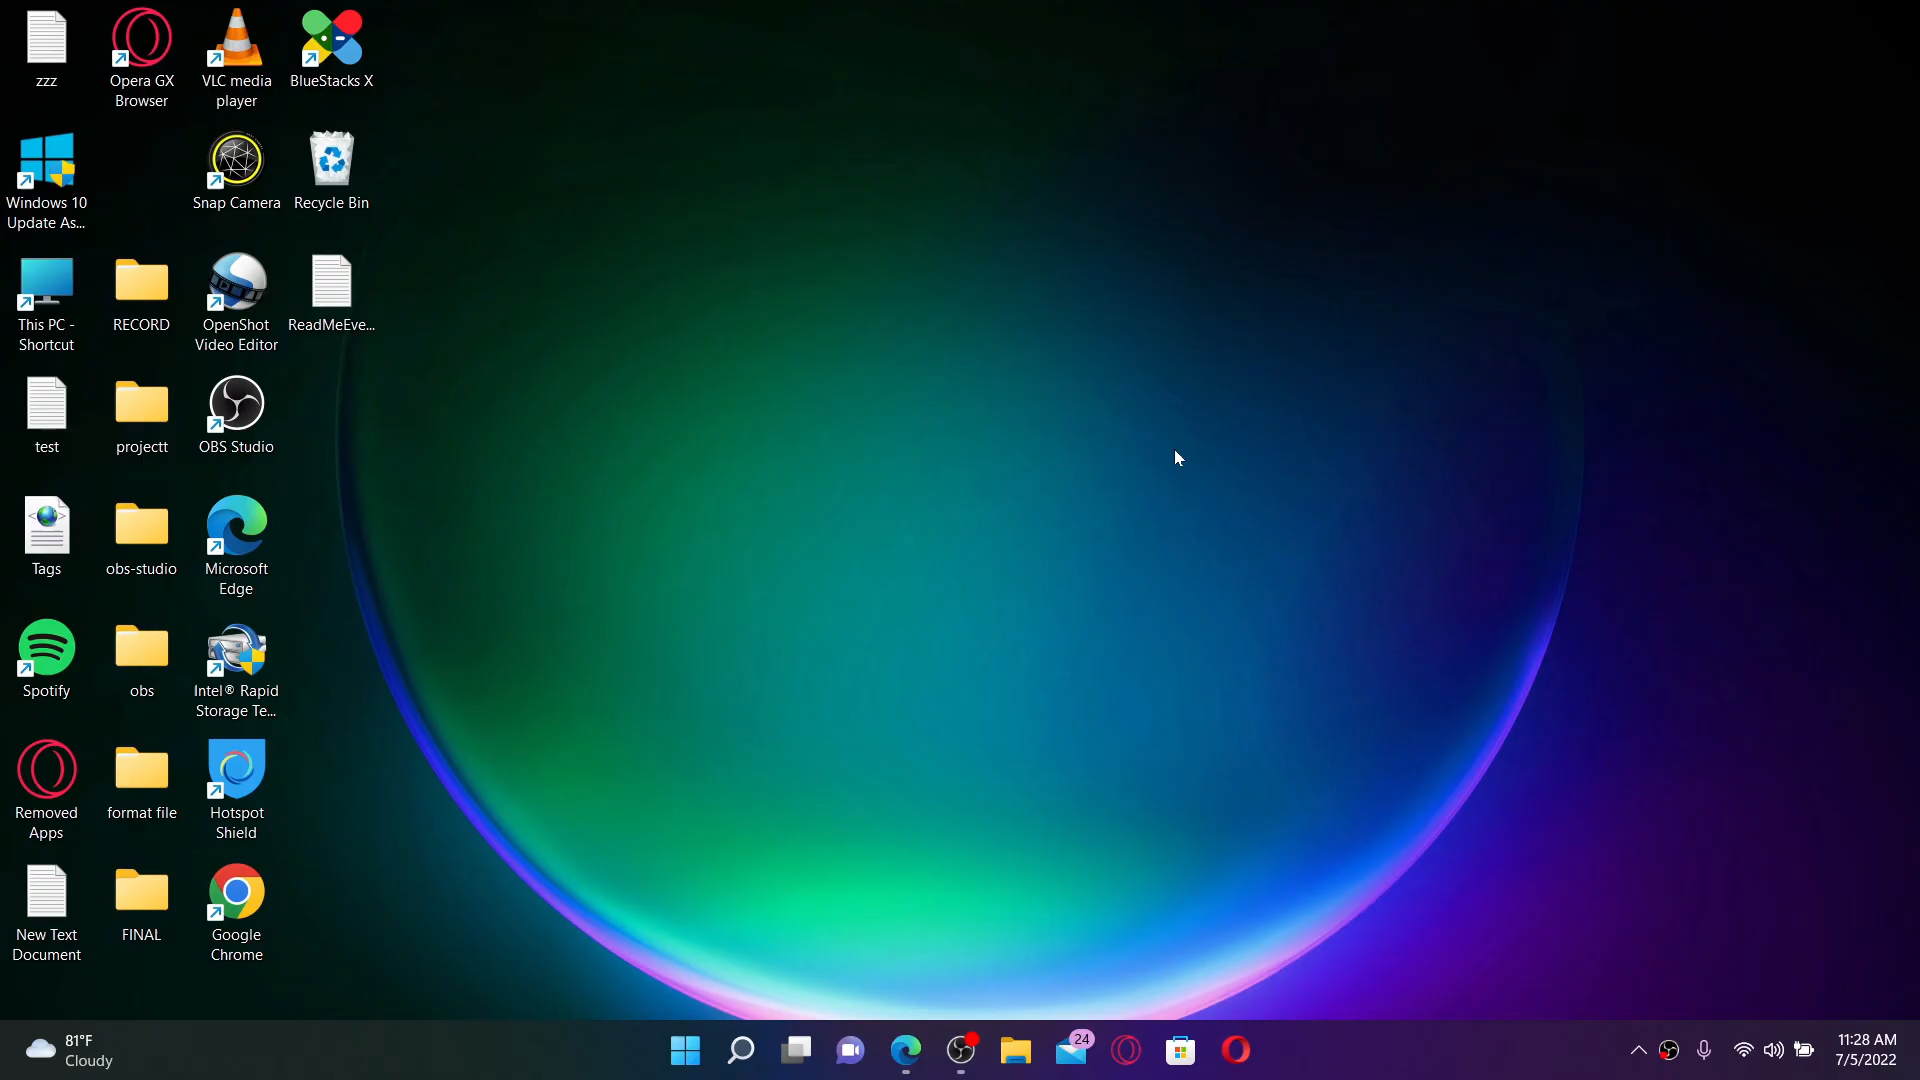 zzz
Opera GX
Browser
VLC media
player
BlueStacks X
Windows 10
Update As...
Snap Camera
Recycle Bin
This PC -
Shortcut
RECORD
OpenShot
Video Editor
ReadMeEve...
test
projectt
OBS Studio
Tags
obs-studio
Microsoft
Edge
Spotify
obs
Intel® Rapid
Storage Te...
Removed
Apps
format file
Hotspot
Shield
New Text
Document
FINAL
Google
Chrome
81°F
Cloudy
24
11:28 AM
7/5/2022